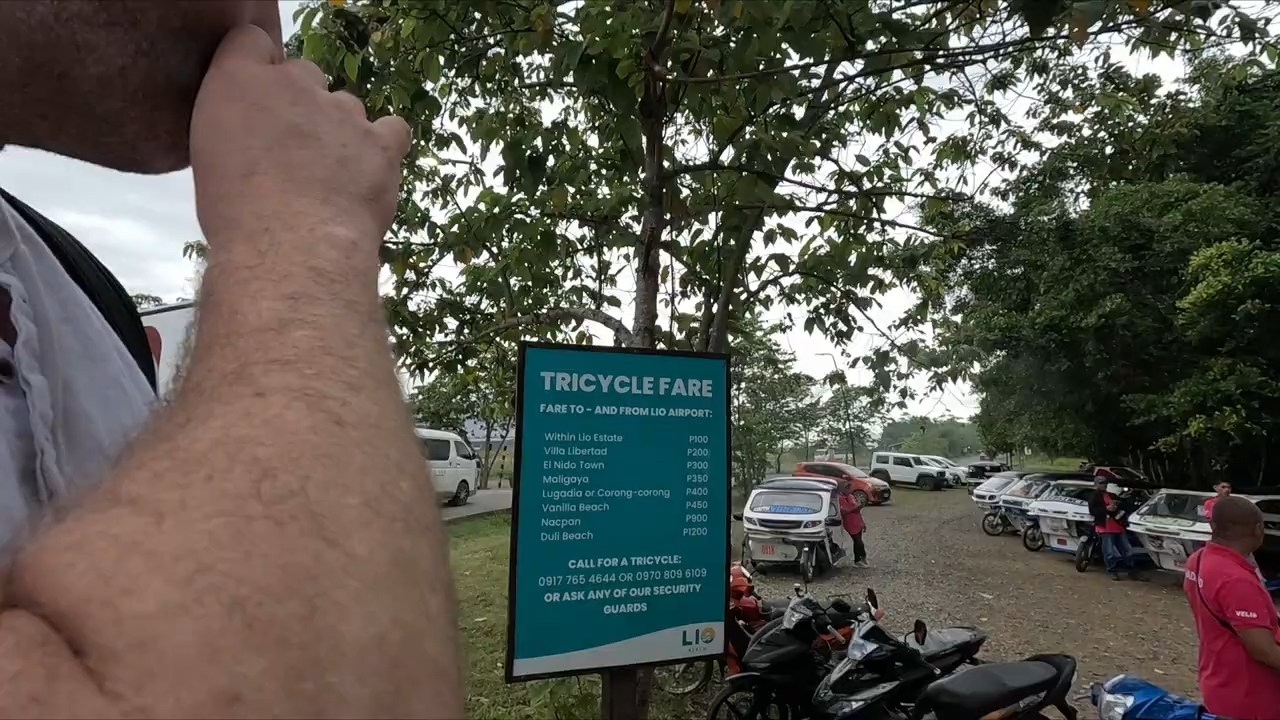 TRICYCLE FARE
FARE TO - AND FROM LIO AIRPORT:
Within Lio Estate P100
Villa Libertad P200
El Nido Town P300
Maligaya P350
Lugadia or Corong-corong P400
Vanilla Beach P450
Nacpan P900
Duli Beach P1200
CALL FOR A TRICYCLE:
0917 765 4644 OR 0970 809 6109
OR ASK ANY OF OUR SECURITY
GUARDS
LIO